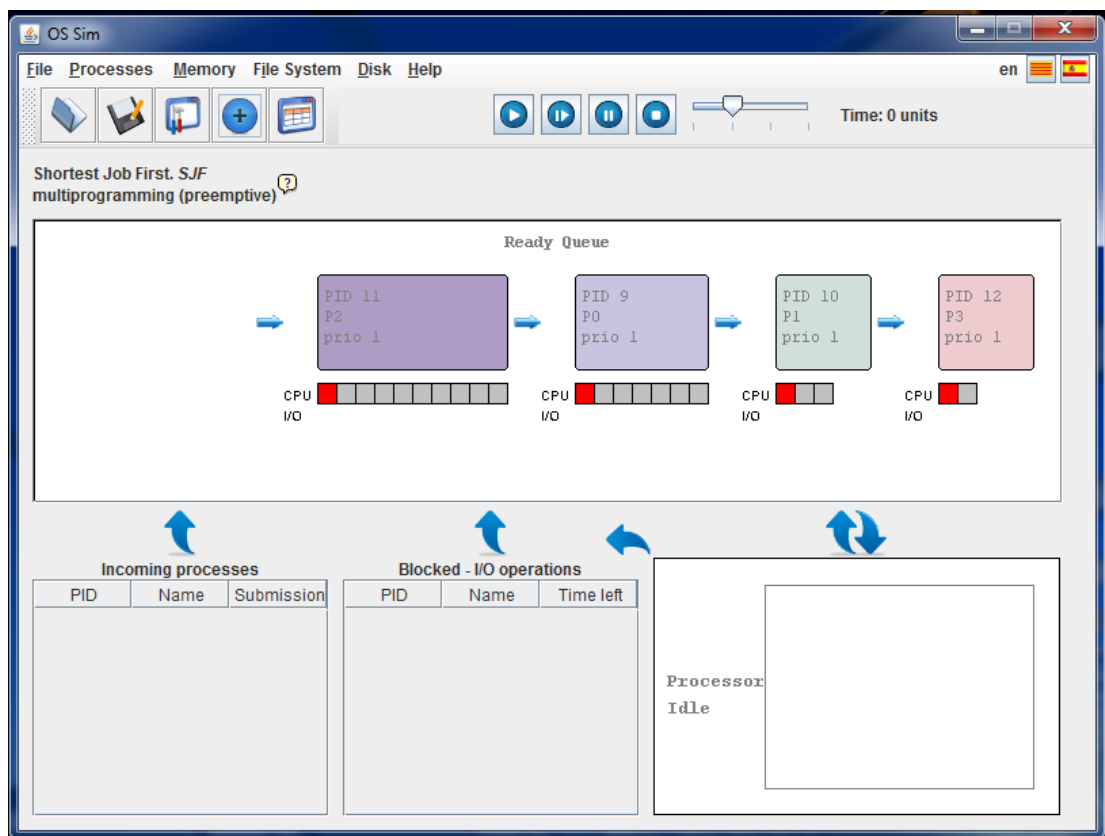 OS Sim
File Processes Memory File System Disk Help
en
Time: 0 units
Shortest Job First. SJF
multiprogramming (preemptive)
?
Ready Queue
PID 11
P2
prio 1
CPU
I/O
PID 9
P0
prio 1
CPU
I/O
PID 10
P1
prio 1
CPU
I/O
PID 12
P3
prio 1
CPU
I/O
Incoming processes
PID Name Submission
Blocked - I/O operations
PID Name Time left
Processor
Idle